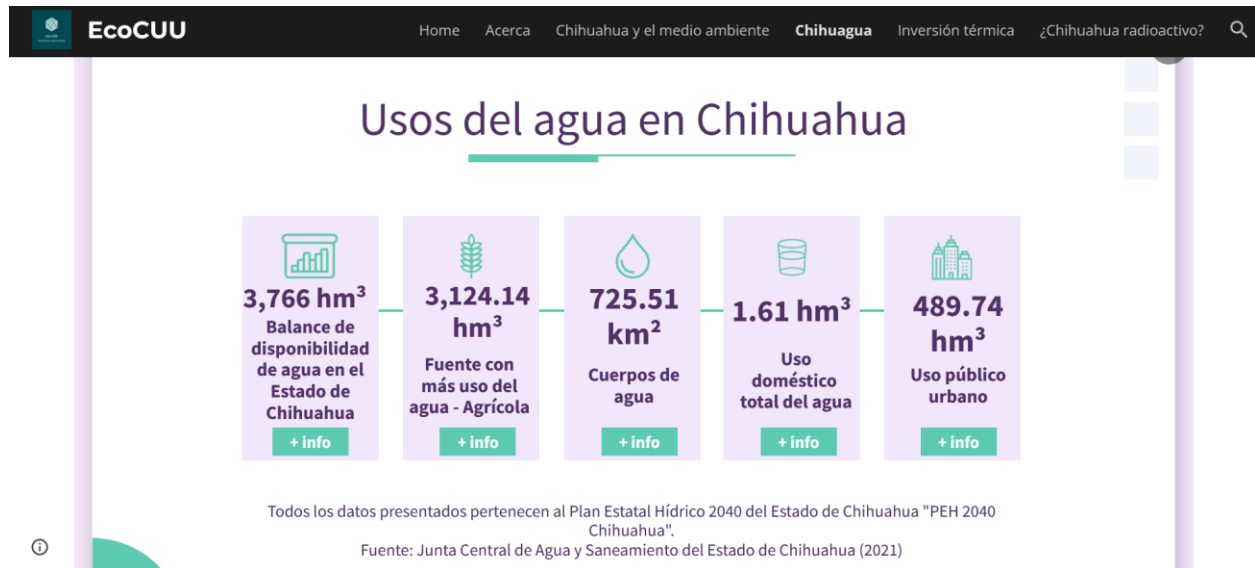 EcoCUU
Home Acerca Chihuahua y el medio ambiente Chihuagua Inversión térmica ¿Chihuahua radioactivo?
Usos del agua en Chihuahua
3,766 hm³
Balance de
disponibilidad
de agua en el
Estado de
Chihuahua
+ info
3,124.14
hm³
Fuente con
más uso del
agua - Agrícola
+ info
725.51
km²
Cuerpos de
agua
+ info
1.61 hm³
Uso
doméstico
total del agua
+ info
489.74
hm³
Uso público
urbano
+ info
Todos los datos presentados pertenecen al Plan Estatal Hídrico 2040 del Estado de Chihuahua "PEH 2040
Chihuahua".
Fuente: Junta Central de Agua y Saneamiento del Estado de Chihuahua (2021)